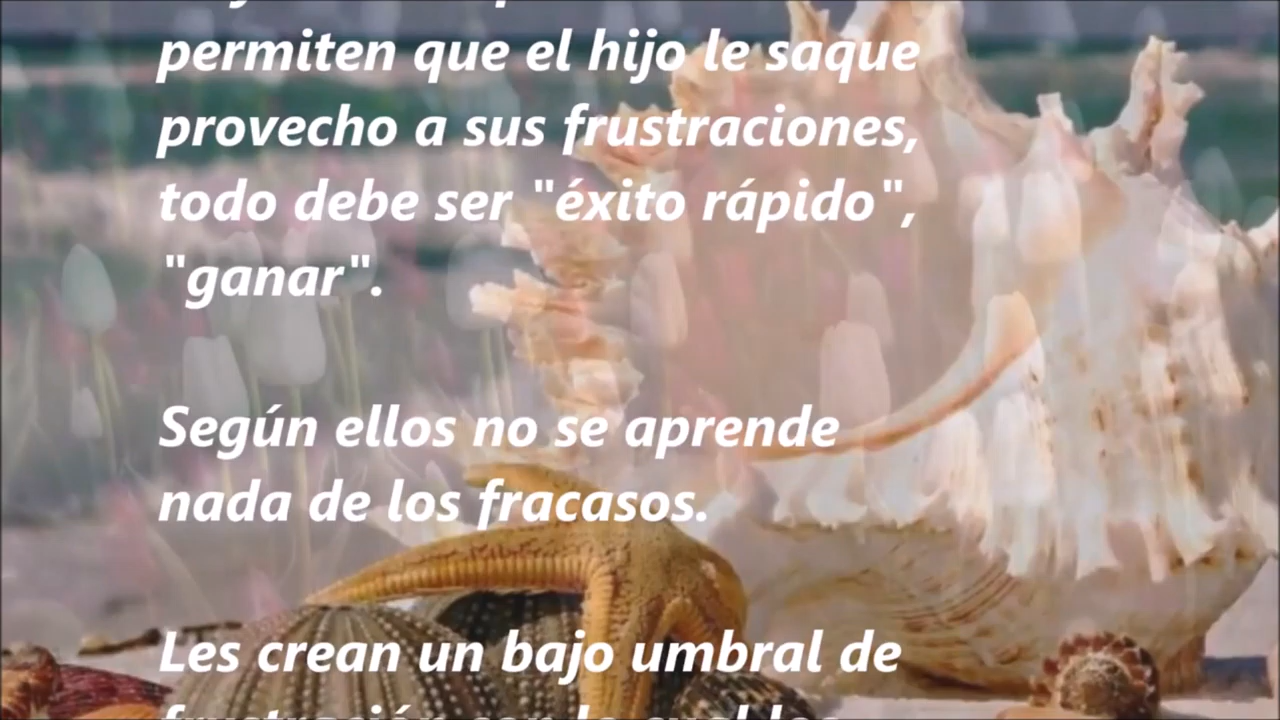 permiten que el hijo le saque
provecho a sus frustraciones,
todo debe ser "éxito rápido",
"ganar".
Según ellos no se aprende
nada de los fracasos.
Les crean un bajo umbral de